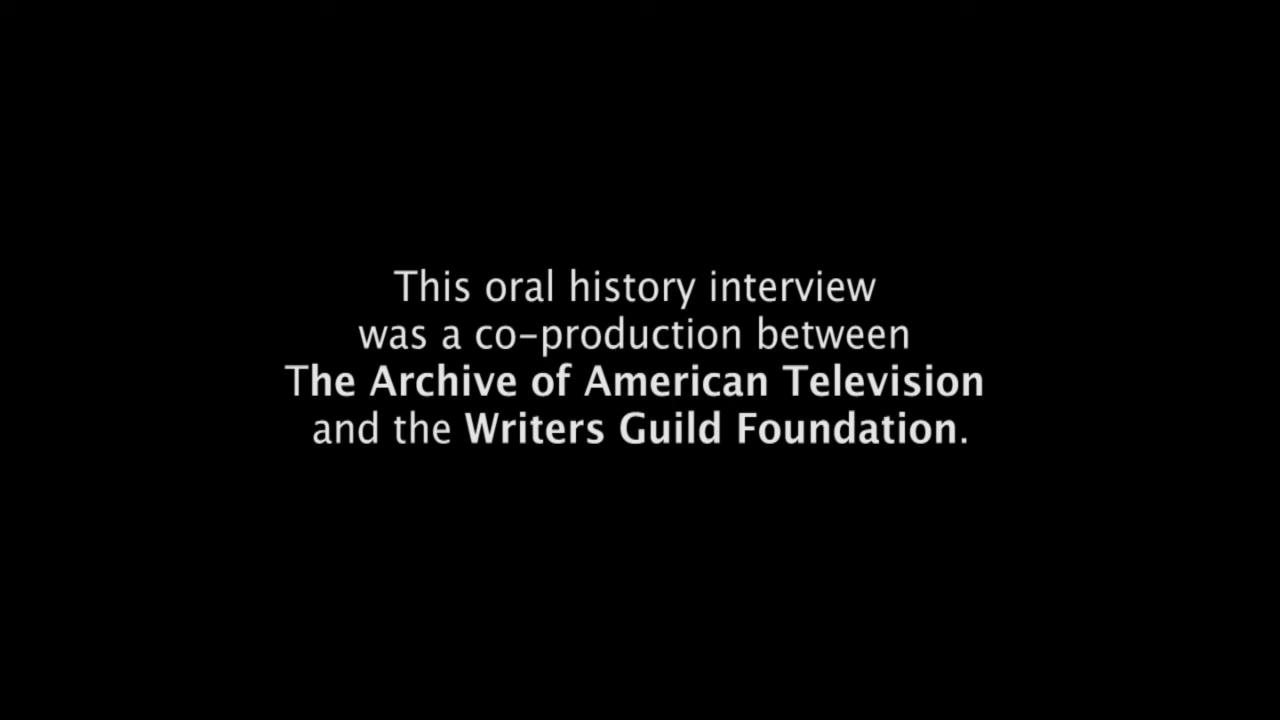 This oral history interview
was a co-production between
The Archive of American Television
and the Writers Guild Foundation.